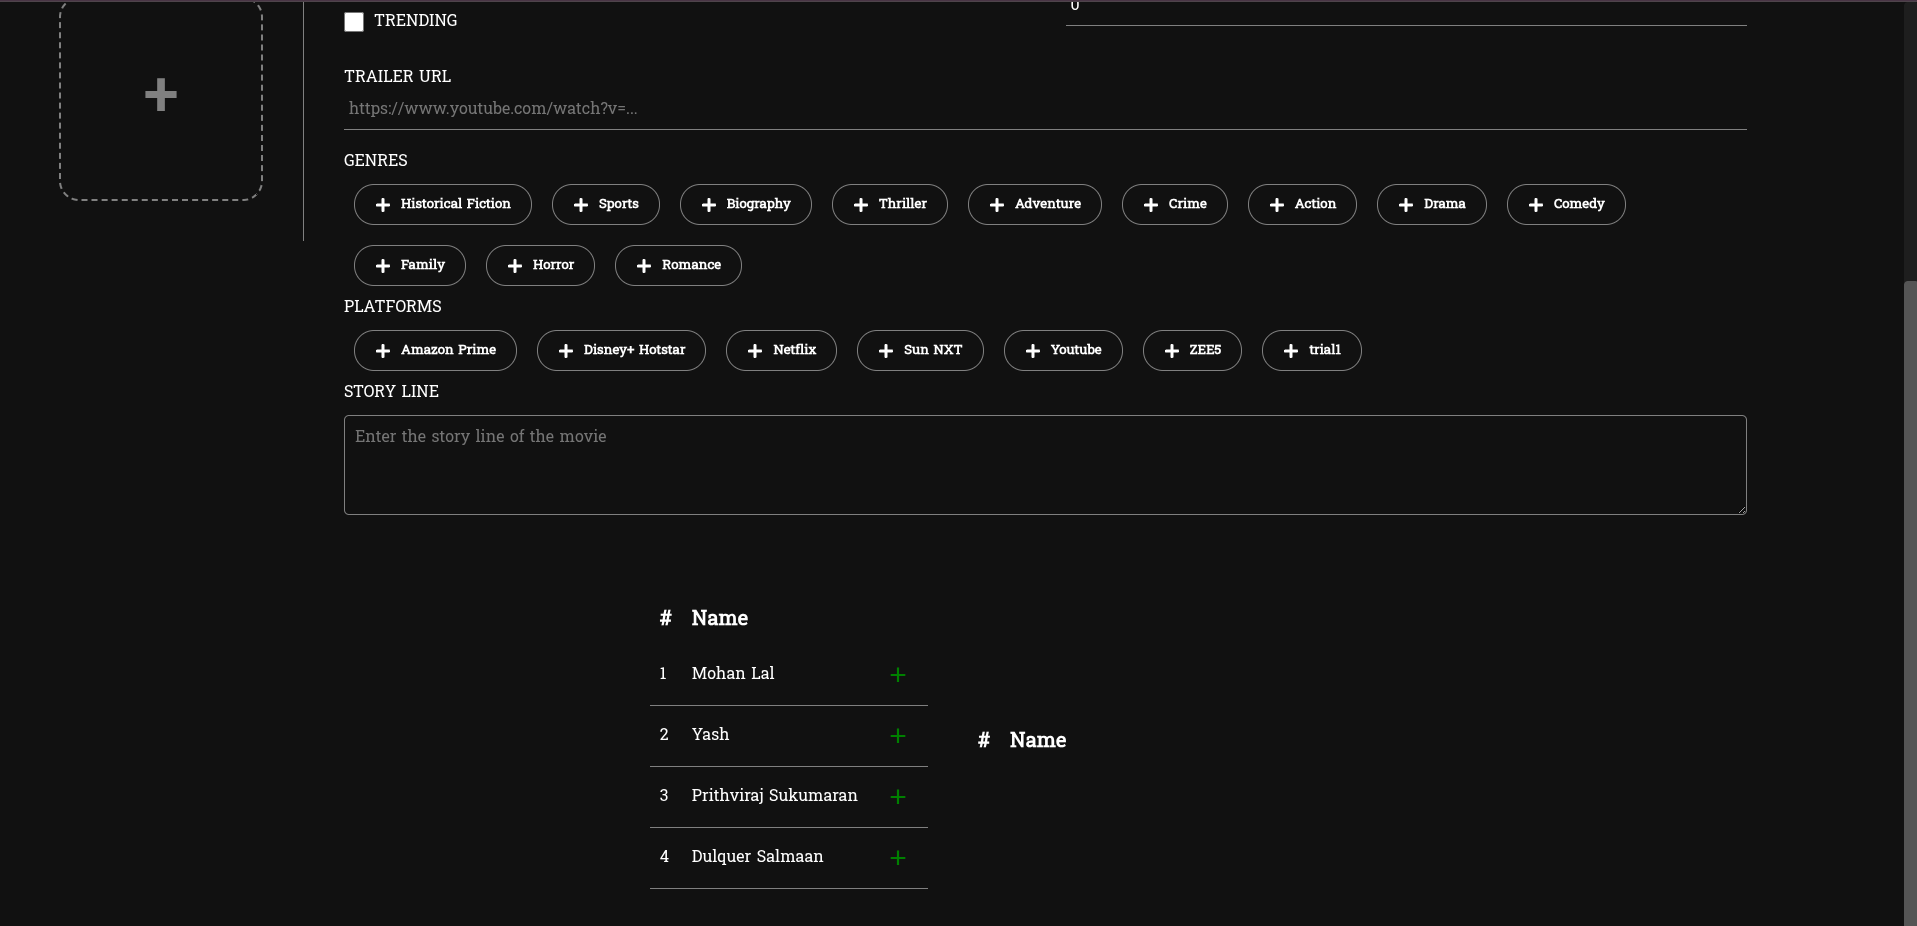 0
TRENDING
TRAILER URL
https://www.youtube.com/watch?v=...
GENRES
Historical Fiction Sports Biography Thriller Adventure Crime Action Drama Comedy
Family Horror Romance
PLATFORMS
Amazon Prime Disney+ Hotstar Netflix Sun NXT Youtube ZEE5 trial1
STORY LINE
Enter the story line of the movie
# Name
1 Mohan Lal
2 Yash
3 Prithviraj Sukumaran
4 Dulquer Salmaan
# Name